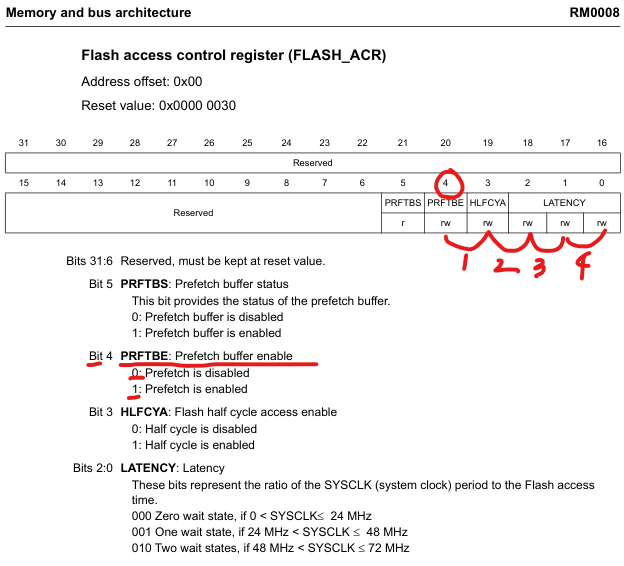 Memory and bus architecture RM0008
Flash access control register (FLASH_ACR)
Address offset: 0x00
Reset value: 0x0000 0030
31 30 29 28 27 26 25 24 23 22 21 20 19 18 17 16
Reserved
15 14 13 12 11 10 9 8 7 6 5 4 3 2 1 0
Reserved PRFTBS PRFTBE HLFCYA LATENCY
r rw rw rw rw rw
1 2 3 4
Bits 31:6 Reserved, must be kept at reset value.
Bit 5 PRFTBS: Prefetch buffer status
This bit provides the status of the prefetch buffer.
0: Prefetch buffer is disabled
1: Prefetch buffer is enabled
Bit 4 PRFTBE: Prefetch buffer enable
0: Prefetch is disabled
1: Prefetch is enabled
Bit 3 HLFCYA: Flash half cycle access enable
0: Half cycle is disabled
1: Half cycle is enabled
Bits 2:0 LATENCY: Latency
These bits represent the ratio of the SYSCLK (system clock) period to the Flash access
time.
000 Zero wait state, if 0 < SYSCLK≤ 24 MHz
001 One wait state, if 24 MHz < SYSCLK ≤ 48 MHz
010 Two wait states, if 48 MHz < SYSCLK ≤ 72 MHz